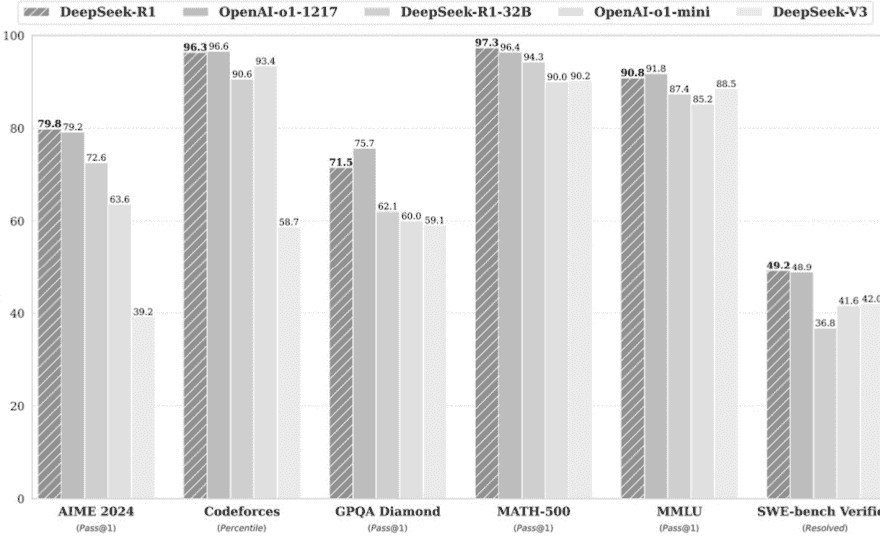 DeepSeek-R1 OpenAI-o1-1217 DeepSeek-R1-32B OpenAI-o1-mini DeepSeek-V3
100
80
60
40
20
0
79.8 79.2 72.6 63.6 39.2
96.3 96.6 90.6 93.4 58.7
71.5 75.7 62.1 60.0 59.1
97.3 96.4 94.3 90.0 90.2
90.8 91.8 87.4 85.2 88.5
49.2 48.9 36.8 41.6 42.0
AIME 2024 Codeforces GPQA Diamond MATH-500 MMLU SWE-bench Verifie
(Pass@1) (Percentile) (Pass@1) (Pass@1) (Pass@1) (Resolved)